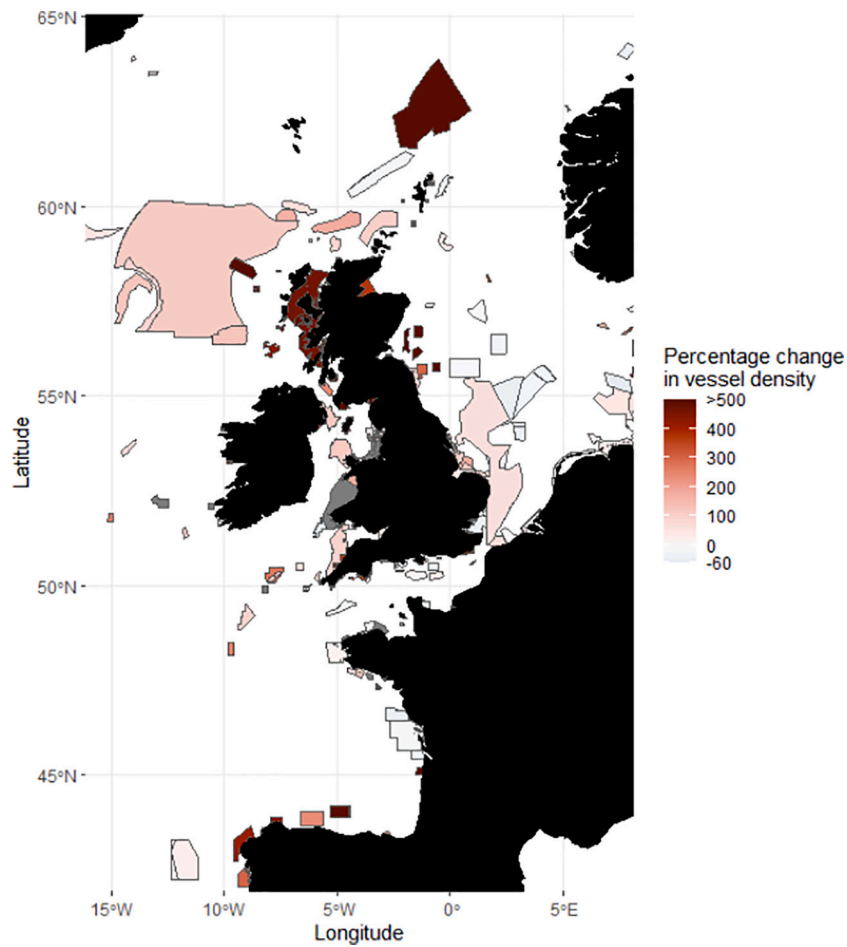 65°N
60°N
55°N
50°N
45°N
Latitude
15°W
10°W
5°W
0°
5°E
Longitude
Percentage change
in vessel density
>500
400
300
200
100
0
-60